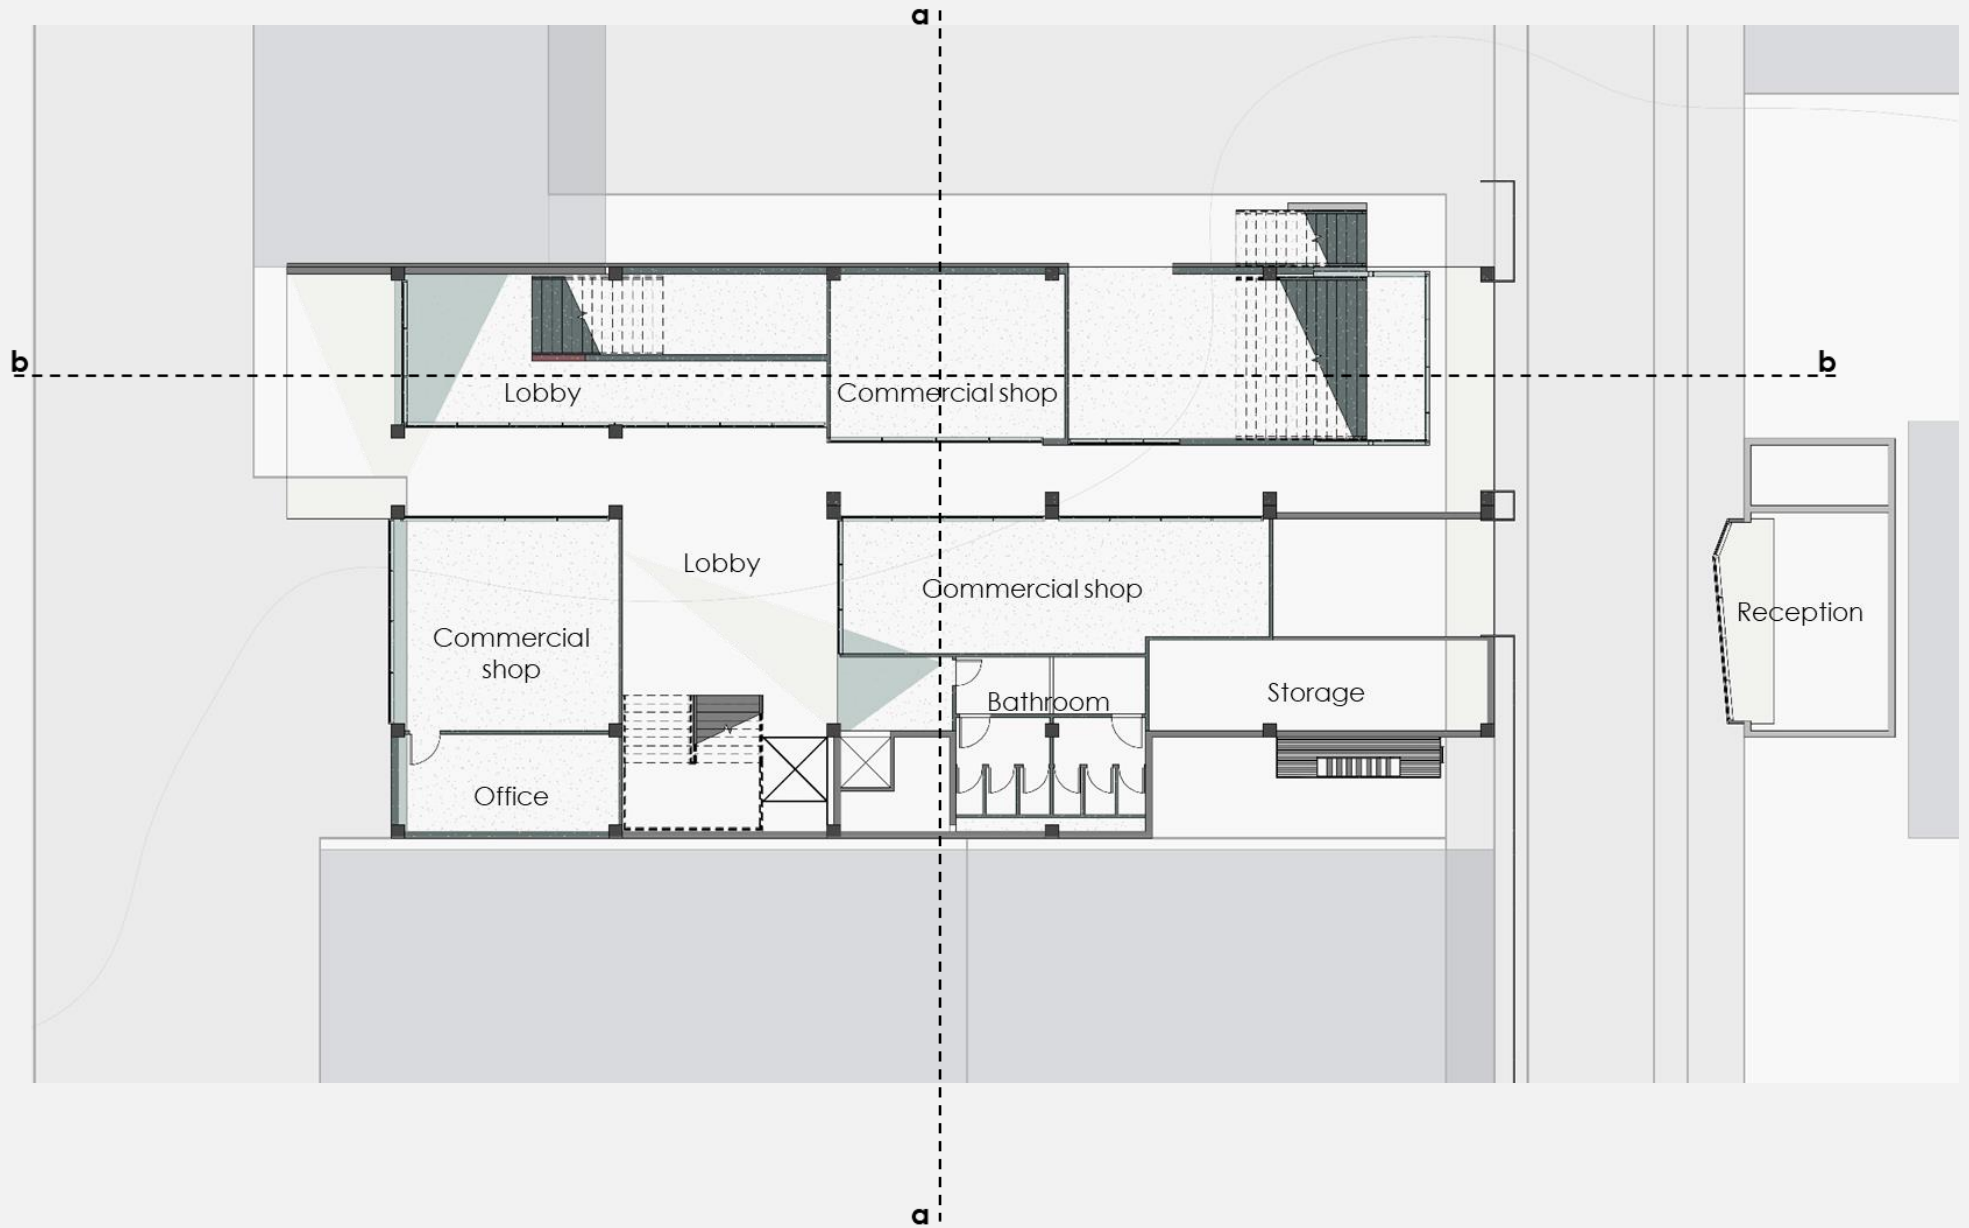 a
b
b
Lobby
Commercial shop
Lobby
Commercial shop
Commercial
shop
Reception
Bathroom
Storage
Office
a